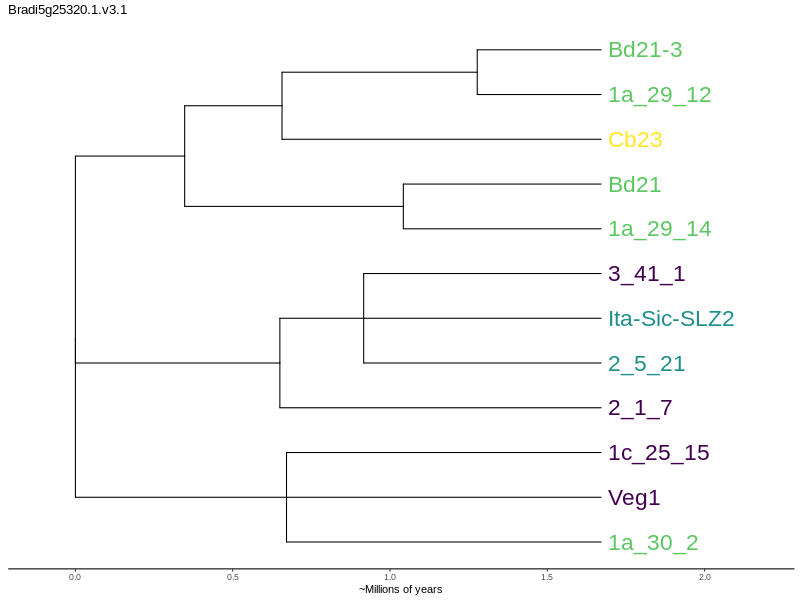 Bradi5g25320.1.v3.1
Bd21-3
1a_29_12
Cb23
Bd21
1a_29_14
3_41_1
Ita-Sic-SLZ2
2_5_21
2_1_7
1c_25_15
Veg1
1a_30_2
0.0 0.5 1.0 1.5 2.0
~Millions of years